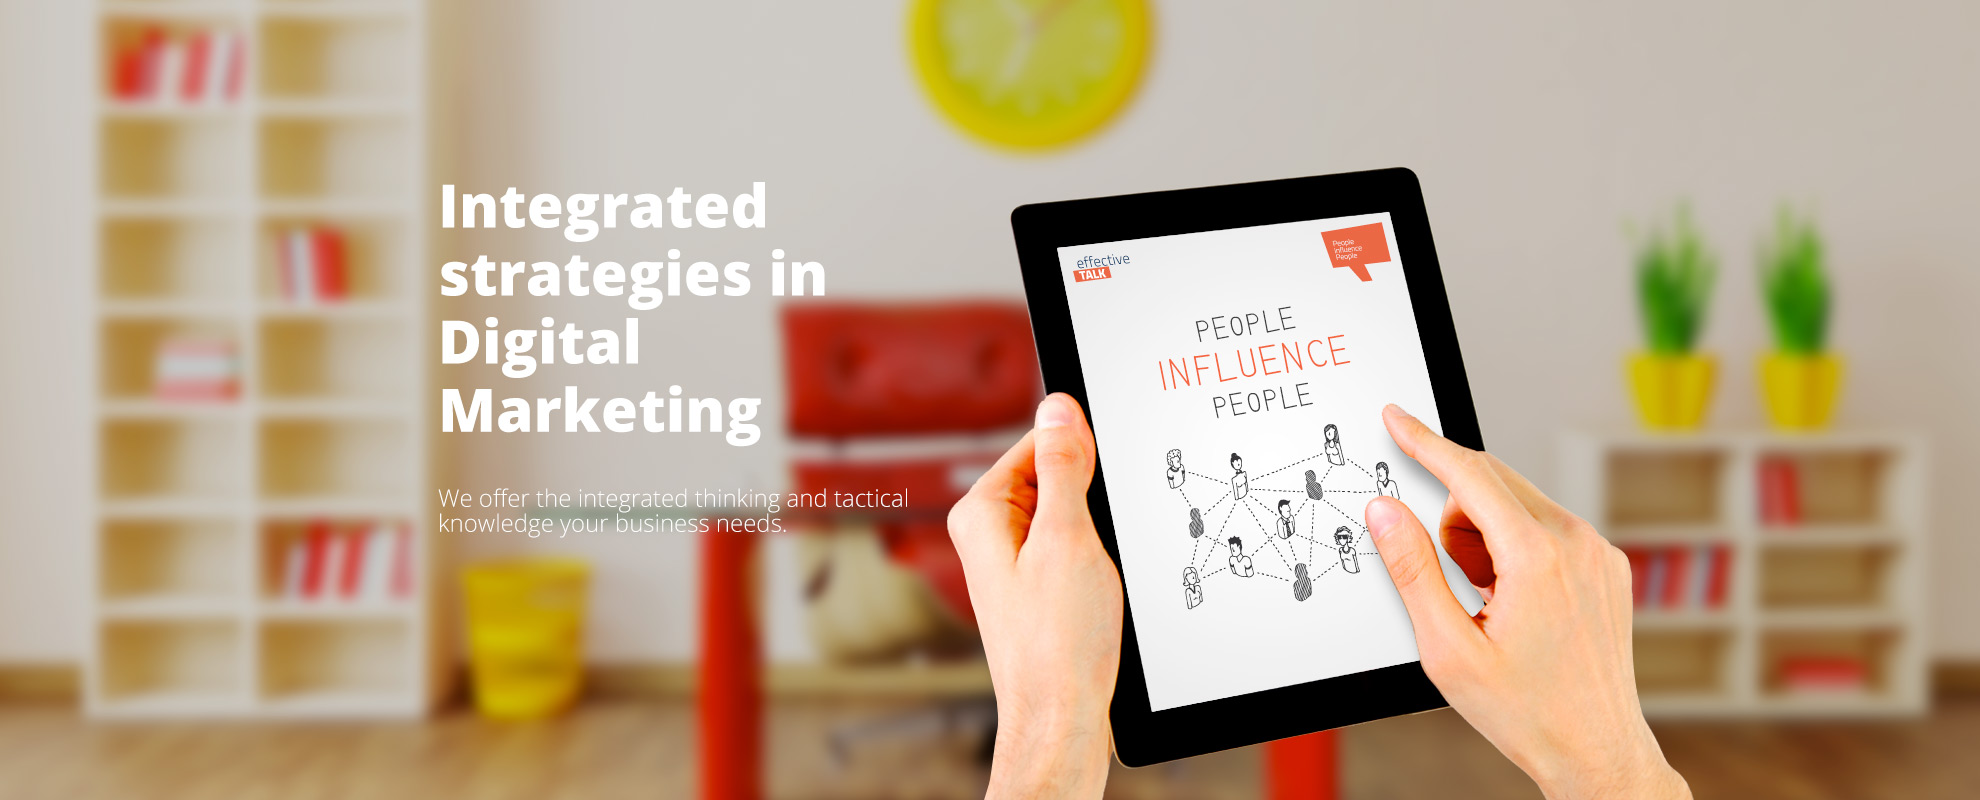 Integrated
strategies in
Digital
Marketing
We offer the integrated thinking and tactical
knowledge your business needs.
effective
TALK
People
Influence
People
PEOPLE
INFLUENCE
PEOPLE